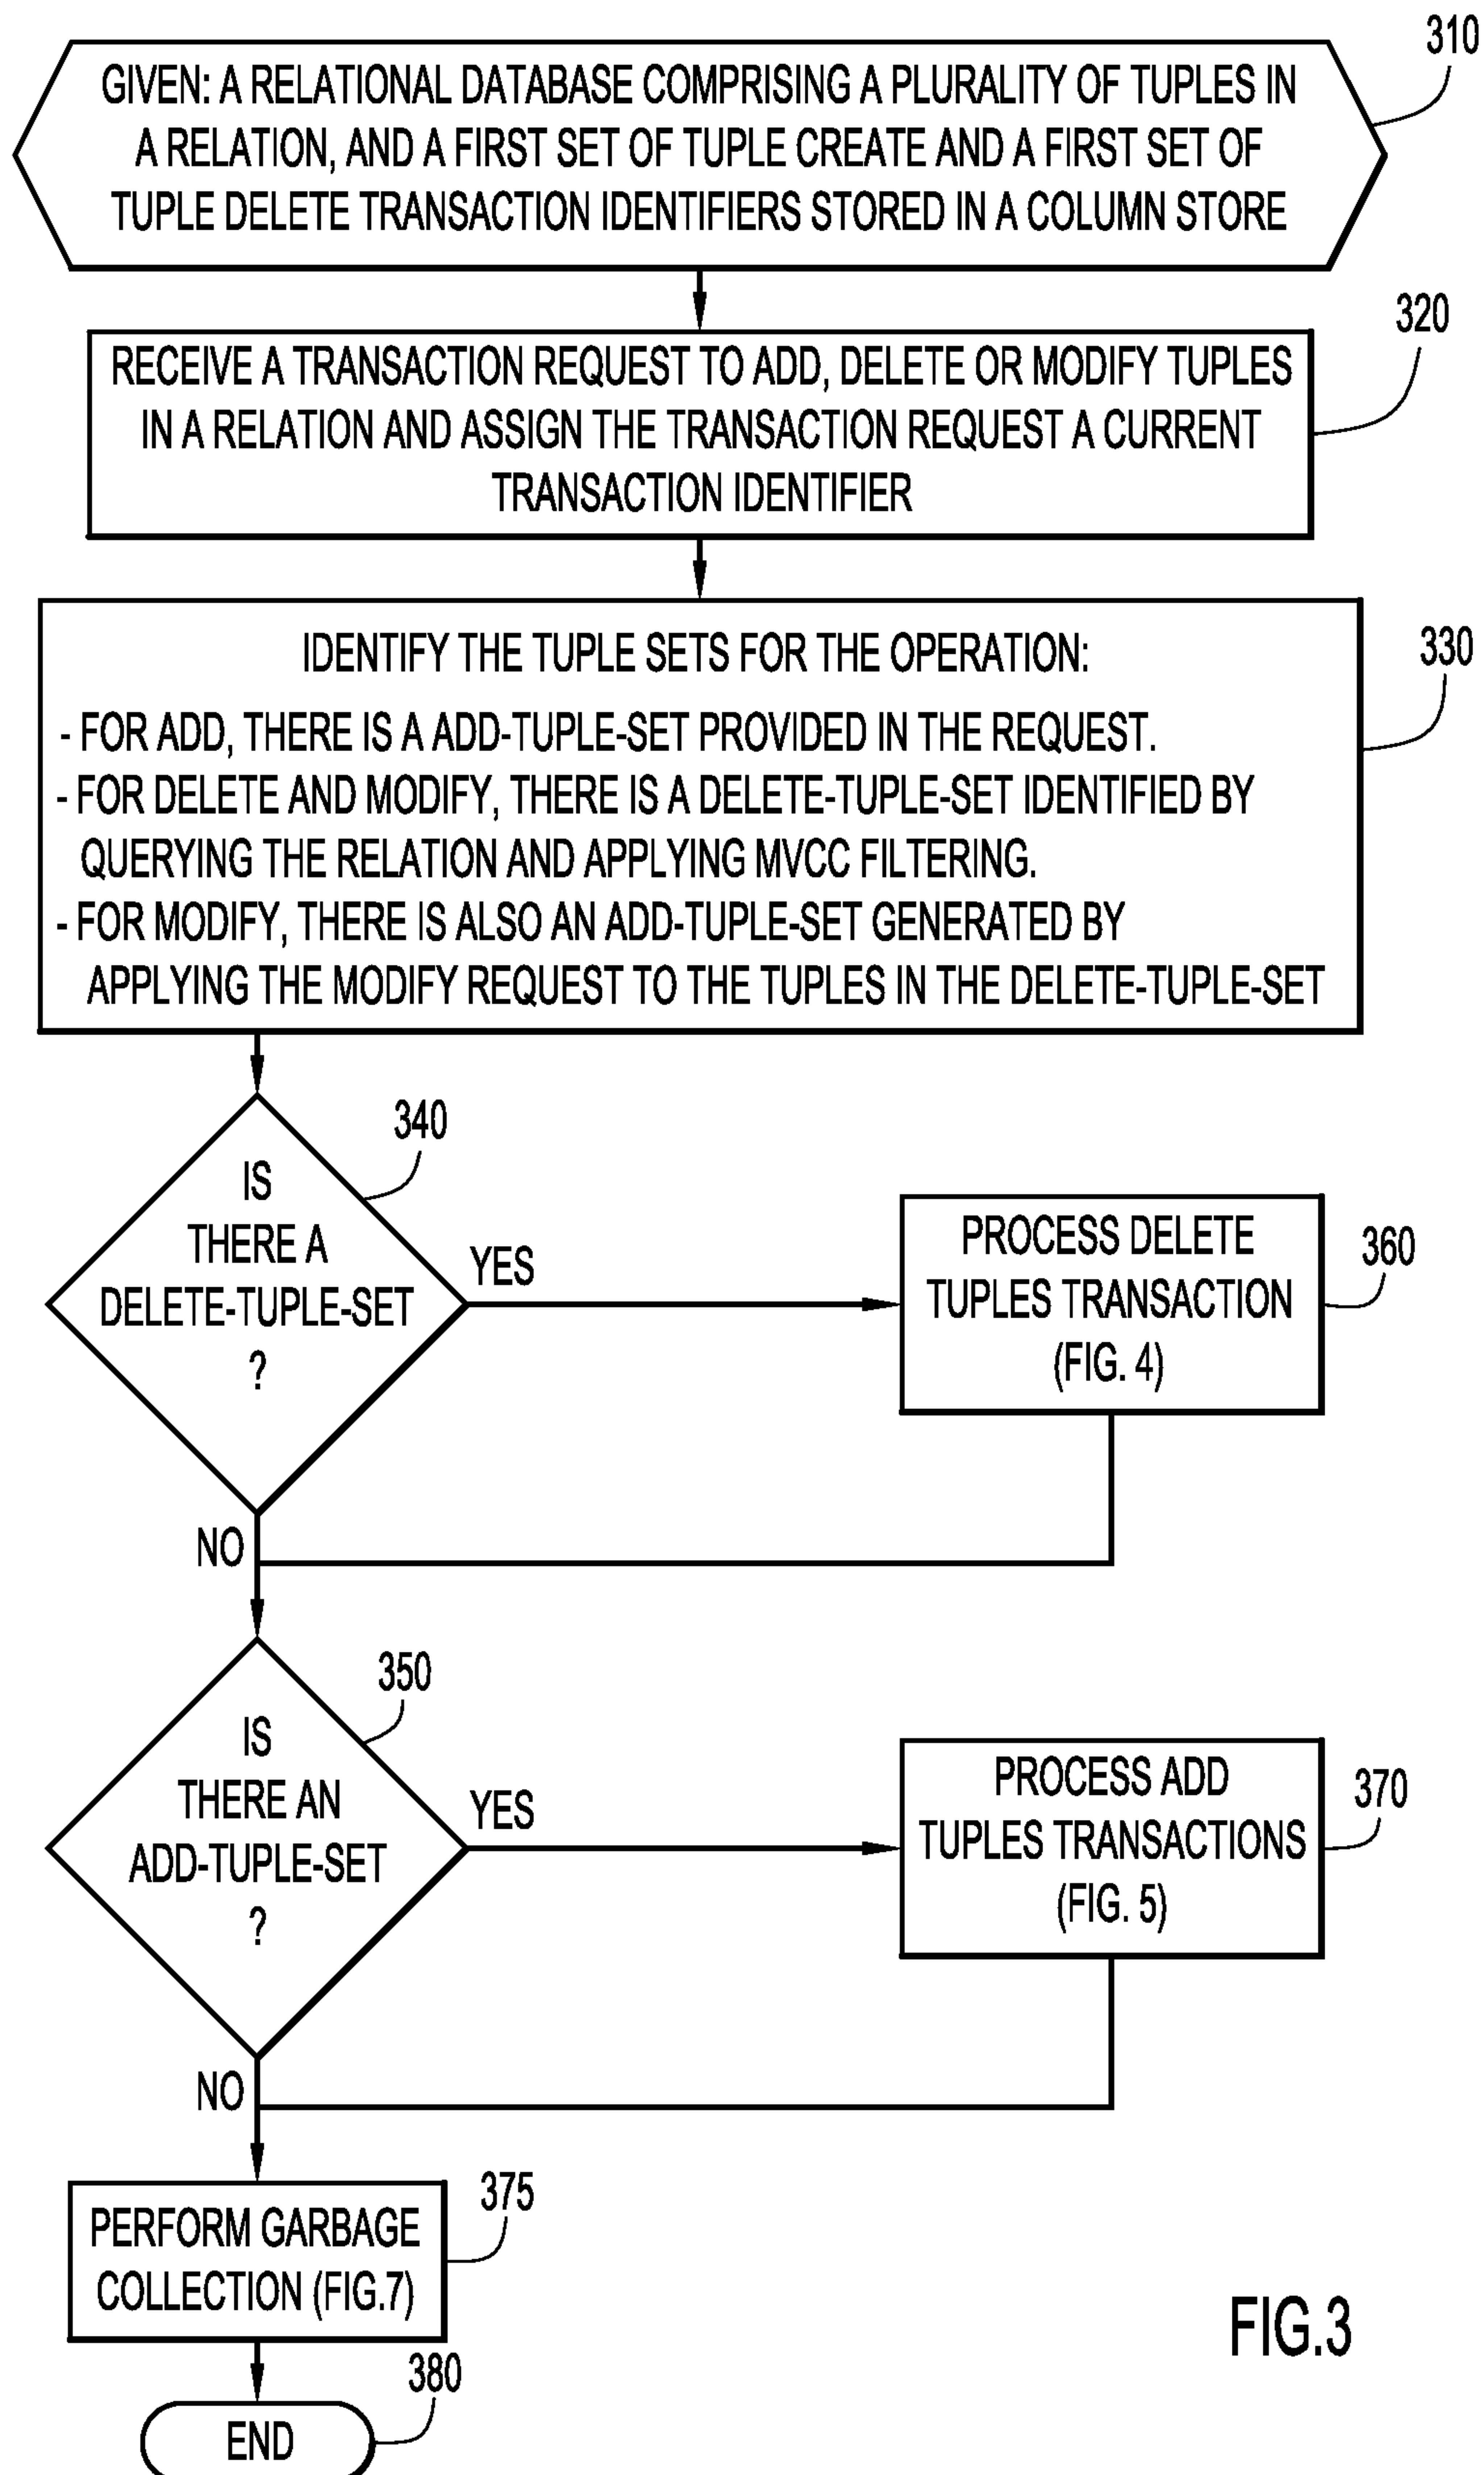 310
GIVEN: A RELATIONAL DATABASE COMPRISING A PLURALITY OF TUPLES IN
A RELATION, AND A FIRST SET OF TUPLE CREATE AND A FIRST SET OF
TUPLE DELETE TRANSACTION IDENTIFIERS STORED IN A COLUMN STORE
320
RECEIVE A TRANSACTION REQUEST TO ADD, DELETE OR MODIFY TUPLES
IN A RELATION AND ASSIGN THE TRANSACTION REQUEST A CURRENT
TRANSACTION IDENTIFIER
330
IDENTIFY THE TUPLE SETS FOR THE OPERATION:
- FOR ADD, THERE IS A ADD-TUPLE-SET PROVIDED IN THE REQUEST.
- FOR DELETE AND MODIFY, THERE IS A DELETE-TUPLE-SET IDENTIFIED BY
QUERYING THE RELATION AND APPLYING MVCC FILTERING.
- FOR MODIFY, THERE IS ALSO AN ADD-TUPLE-SET GENERATED BY
APPLYING THE MODIFY REQUEST TO THE TUPLES IN THE DELETE-TUPLE-SET
340
IS
THERE A
DELETE-TUPLE-SET
?
YES
360
PROCESS DELETE
TUPLES TRANSACTION
(FIG. 4)
NO
350
IS
THERE AN
ADD-TUPLE-SET
?
YES
370
PROCESS ADD
TUPLES TRANSACTIONS
(FIG. 5)
NO
375
PERFORM GARBAGE
COLLECTION (FIG.7)
380
END
FIG.3